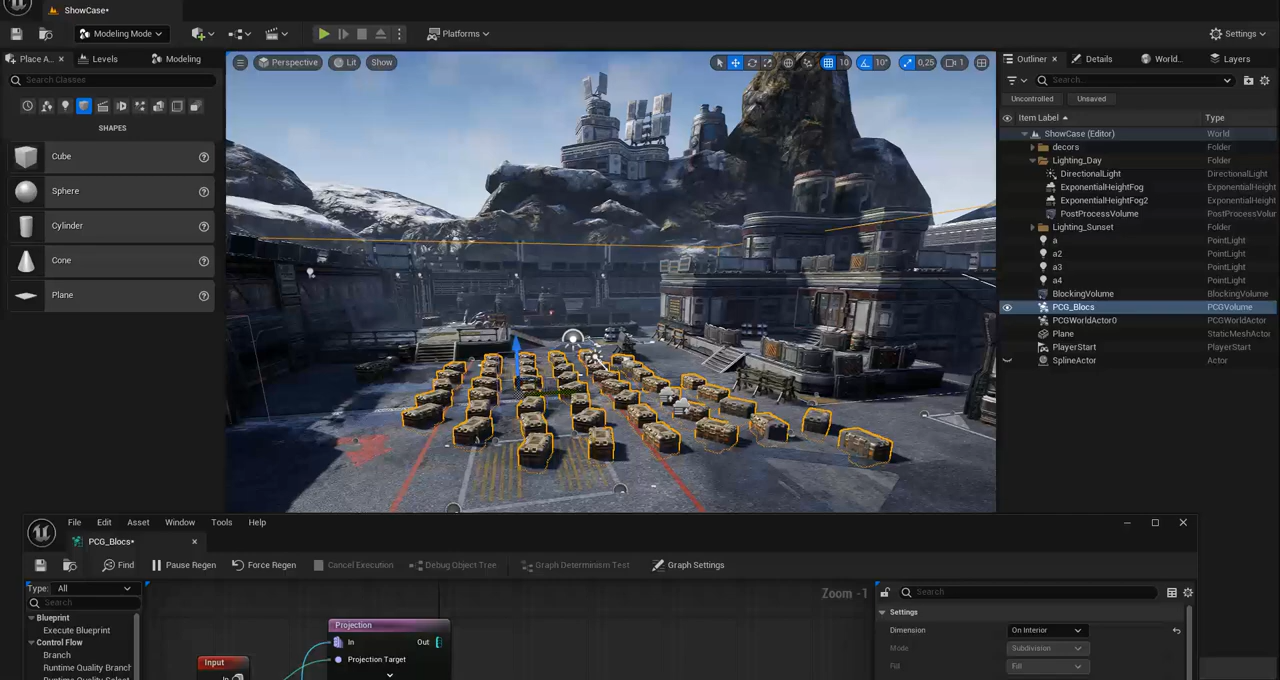 ShowCase•
Modeling Mode
Platforms
Settings
Place A...
Levels
Modeling
Perspective
Lit
Show
10
10°
0,25
1
Outliner
Details
World...
Layers
Search Classes
Search...
Uncontrolled
Unsaved
SHAPES
Item Label
Type
ShowCase (Editor)
World
decors
Folder
Cube
Lighting_Day
Folder
DirectionalLight
DirectionalLight
Sphere
ExponentialHeightFog
ExponentialHeight
ExponentialHeightFog2
ExponentialHeight
PostProcessVolume
PostProcessVolu
Cylinder
Lighting_Sunset
Folder
a
PointLight
a2
PointLight
Cone
a3
PointLight
a4
PointLight
Plane
BlockingVolume
BlockingVolume
PCG_Blocs
PCGVolume
PCGWorldActor0
PCGWorldActor
Plane
StaticMeshActor
PlayerStart
PlayerStart
SplineActor
Actor
File
Edit
Asset
Window
Tools
Help
PCG_Blocs•
Find
Pause Regen
Force Regen
Cancel Execution
Debug Object Tree
Graph Determinism Test
Graph Settings
Type:
All
Zoom -1
Search
Search
Blueprint
Execute Blueprint
Control Flow
Branch
Runtime Quality Branch
Runtime Quality Select
Projection
In
Out
Projection Target
Input
In
Settings
Dimension
On Interior
Mode
Subdivision
Fill
Fill